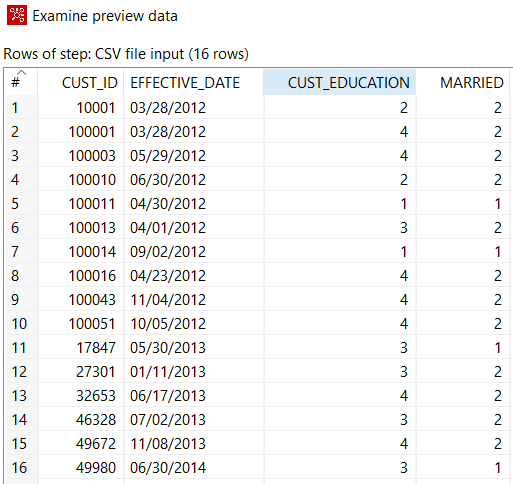 Examine preview data
Rows of step: CSV file input (16 rows)
# CUST_ID EFFECTIVE_DATE CUST_EDUCATION MARRIED
1 10001 03/28/2012 2 2
2 100001 03/28/2012 4 2
3 100003 05/29/2012 4 2
4 100010 06/30/2012 2 2
5 100011 04/30/2012 1 1
6 100013 04/01/2012 3 2
7 100014 09/02/2012 1 1
8 100016 04/23/2012 4 2
9 100043 11/04/2012 4 2
10 100051 10/05/2012 4 2
11 17847 05/30/2013 3 1
12 27301 01/11/2013 3 2
13 32653 06/17/2013 4 2
14 46328 07/02/2013 3 2
15 49672 11/08/2013 4 2
16 49980 06/30/2014 3 1